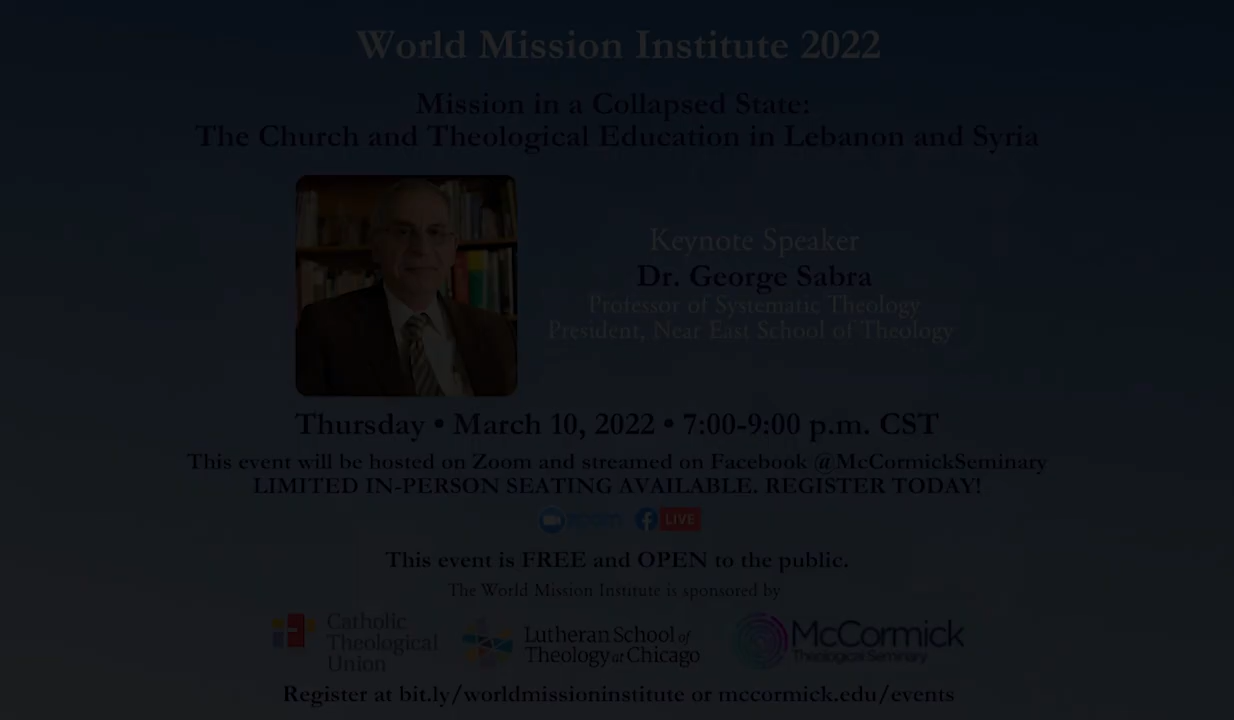 World Mission Institute 2022
Mission in a Collapsed State:
The Church and Theological Education in Lebanon and Syria
Keynote Speaker
Dr. George Sabra
Professor of Systematic Theology
President, Near East School of Theology
Thursday • March 10, 2022 • 7:00-9:00 p.m. CST
This event will be hosted on Zoom and streamed on Facebook @McCormickSeminary
LIMITED IN-PERSON SEATING AVAILABLE. REGISTER TODAY!
zoom LIVE
This event is FREE and OPEN to the public.
The World Mission Institute is sponsored by
Catholic
Theological
Union
Lutheran School of
Theology at Chicago
McCormick
Theological Seminary
Register at bit.ly/worldmissioninstitute or mccormick.edu/events